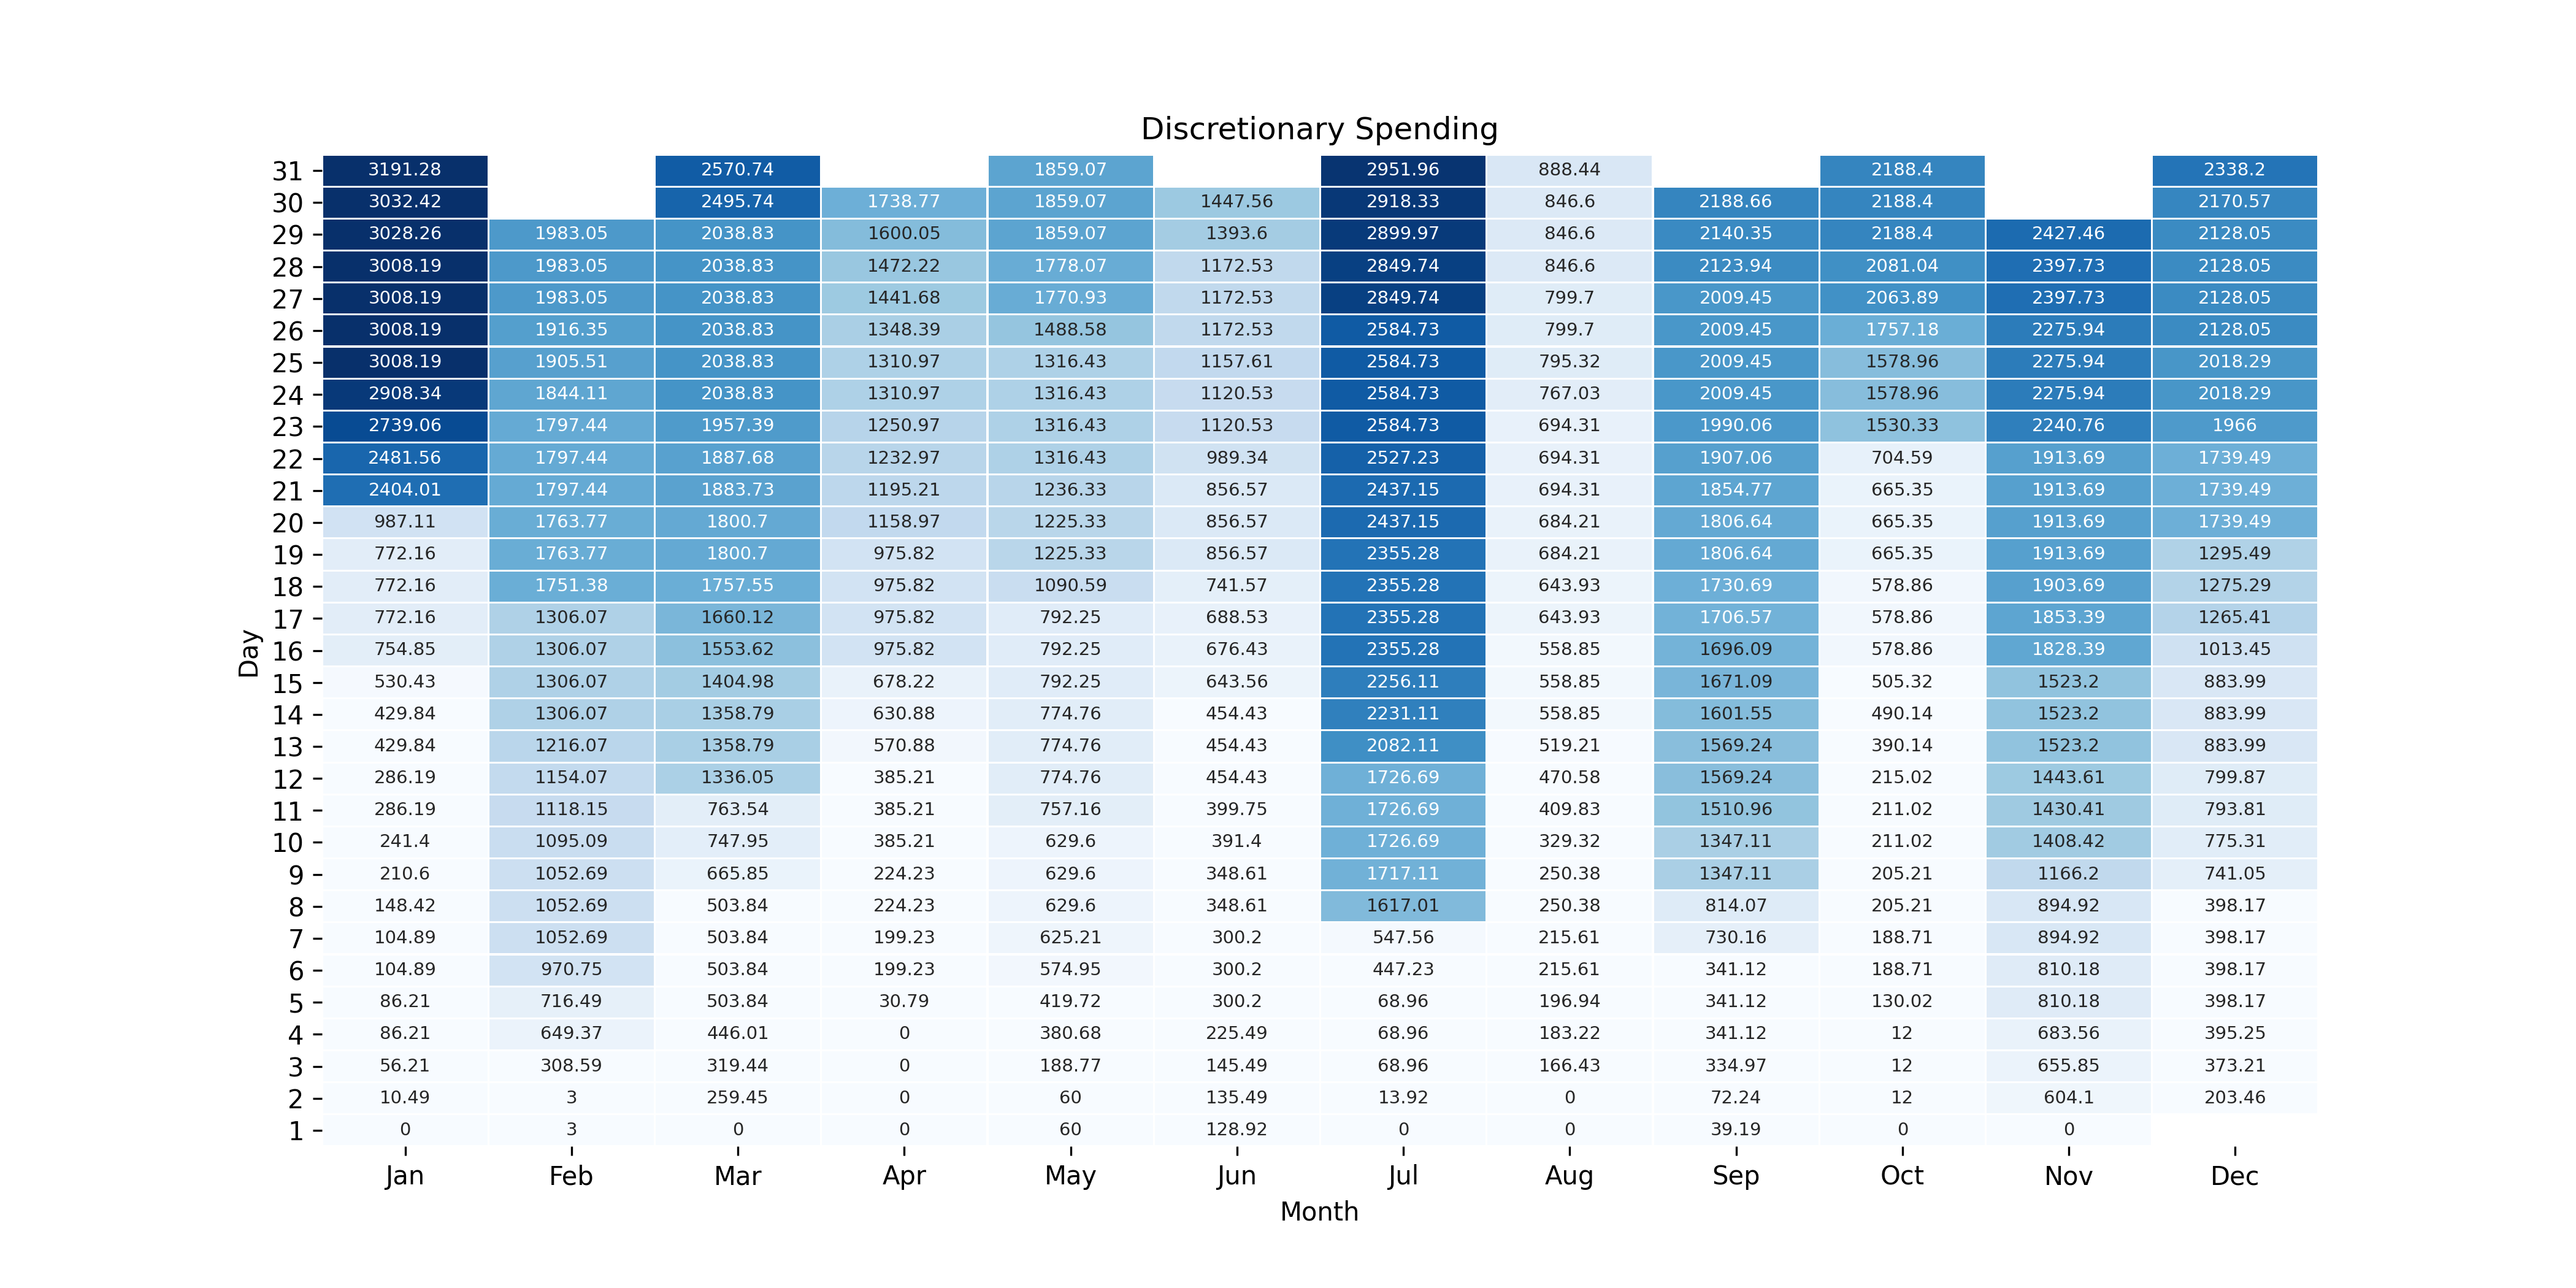 Discretionary Spending
31 3191.28 2570.74 1859.07 2951.96 888.44 2188.4 2338.2
30 3032.42 2495.74 1738.77 1859.07 1447.56 2918.33 846.6 2188.66 2188.4 2170.57
29 3028.26 1983.05 2038.83 1600.05 1859.07 1393.6 2899.97 846.6 2140.35 2188.4 2427.46 2128.05
28 3008.19 1983.05 2038.83 1472.22 1778.07 1172.53 2849.74 846.6 2123.94 2081.04 2397.73 2128.05
27 3008.19 1983.05 2038.83 1441.68 1770.93 1172.53 2849.74 799.7 2009.45 2063.89 2397.73 2128.05
26 3008.19 1916.35 2038.83 1348.39 1488.58 1172.53 2584.73 799.7 2009.45 1757.18 2275.94 2128.05
25 3008.19 1905.51 2038.83 1310.97 1316.43 1157.61 2584.73 795.32 2009.45 1578.96 2275.94 2018.29
24 2908.34 1844.11 2038.83 1310.97 1316.43 1120.53 2584.73 767.03 2009.45 1578.96 2275.94 2018.29
23 2739.06 1797.44 1957.39 1250.97 1316.43 1120.53 2584.73 694.31 1990.06 1530.33 2240.76 1966
22 2481.56 1797.44 1887.68 1232.97 1316.43 989.34 2527.23 694.31 1907.06 704.59 1913.69 1739.49
21 2404.01 1797.44 1883.73 1195.21 1236.33 856.57 2437.15 694.31 1854.77 665.35 1913.69 1739.49
20 987.11 1763.77 1800.7 1158.97 1225.33 856.57 2437.15 684.21 1806.64 665.35 1913.69 1739.49
19 772.16 1763.77 1800.7 975.82 1225.33 856.57 2355.28 684.21 1806.64 665.35 1913.69 1295.49
18 772.16 1751.38 1757.55 975.82 1090.59 741.57 2355.28 643.93 1730.69 578.86 1903.69 1275.29
17 772.16 1306.07 1660.12 975.82 792.25 688.53 2355.28 643.93 1706.57 578.86 1853.39 1265.41
16 754.85 1306.07 1553.62 975.82 792.25 676.43 2355.28 558.85 1696.09 578.86 1828.39 1013.45
15 530.43 1306.07 1404.98 678.22 792.25 643.56 2256.11 558.85 1671.09 505.32 1523.2 883.99
14 429.84 1306.07 1358.79 630.88 774.76 454.43 2231.11 558.85 1601.55 490.14 1523.2 883.99
13 429.84 1216.07 1358.79 570.88 774.76 454.43 2082.11 519.21 1569.24 390.14 1523.2 883.99
12 286.19 1154.07 1336.05 385.21 774.76 454.43 1726.69 470.58 1569.24 215.02 1443.61 799.87
11 286.19 1118.15 763.54 385.21 757.16 399.75 1726.69 409.83 1510.96 211.02 1430.41 793.81
10 241.4 1095.09 747.95 385.21 629.6 391.4 1726.69 329.32 1347.11 211.02 1408.42 775.31
9 210.6 1052.69 665.85 224.23 629.6 348.61 1717.11 250.38 1347.11 205.21 1166.2 741.05
8 148.42 1052.69 503.84 224.23 629.6 348.61 1617.01 250.38 814.07 205.21 894.92 398.17
7 104.89 1052.69 503.84 199.23 625.21 300.2 547.56 215.61 730.16 188.71 894.92 398.17
6 104.89 970.75 503.84 199.23 574.95 300.2 447.23 215.61 341.12 188.71 810.18 398.17
5 86.21 716.49 503.84 30.79 419.72 300.2 68.96 196.94 341.12 130.02 810.18 398.17
4 86.21 649.37 446.01 0 380.68 225.49 68.96 183.22 341.12 12 683.56 395.25
3 56.21 308.59 319.44 0 188.77 145.49 68.96 166.43 334.97 12 655.85 373.21
2 10.49 3 259.45 0 60 135.49 13.92 0 72.24 12 604.1 203.46
1 0 3 0 0 60 128.92 0 0 39.19 0 0
Jan Feb Mar Apr May Jun Jul Aug Sep Oct Nov Dec
Month
Day